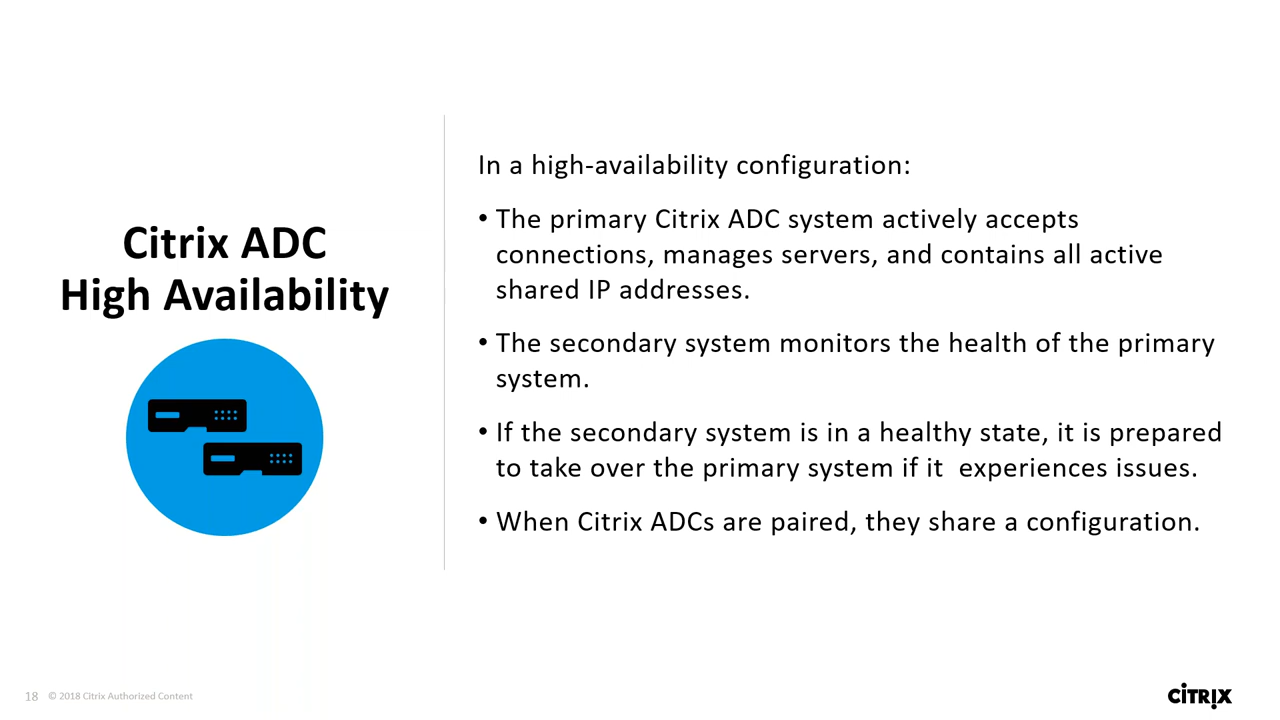 Citrix ADC
High Availability
In a high-availability configuration:
• The primary Citrix ADC system actively accepts
connections, manages servers, and contains all active
shared IP addresses.
• The secondary system monitors the health of the primary
system.
• If the secondary system is in a healthy state, it is prepared
to take over the primary system if it  experiences issues.
• When Citrix ADCs are paired, they share a configuration.
18 © 2018 Citrix Authorized Content
CİTRIX